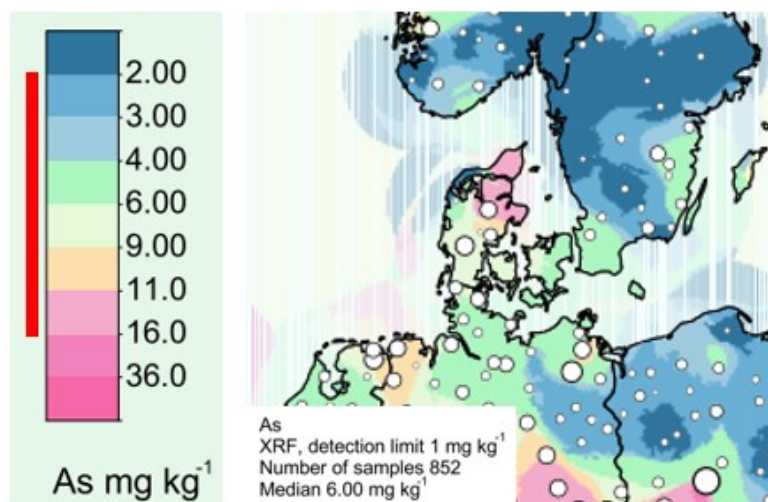 2.00
3.00
4.00
6.00
9.00
11.0
16.0
36.0
As mg kg⁻¹
As
XRF, detection limit 1 mg kg⁻¹
Number of samples 852
Median 6.00 mg kg⁻¹